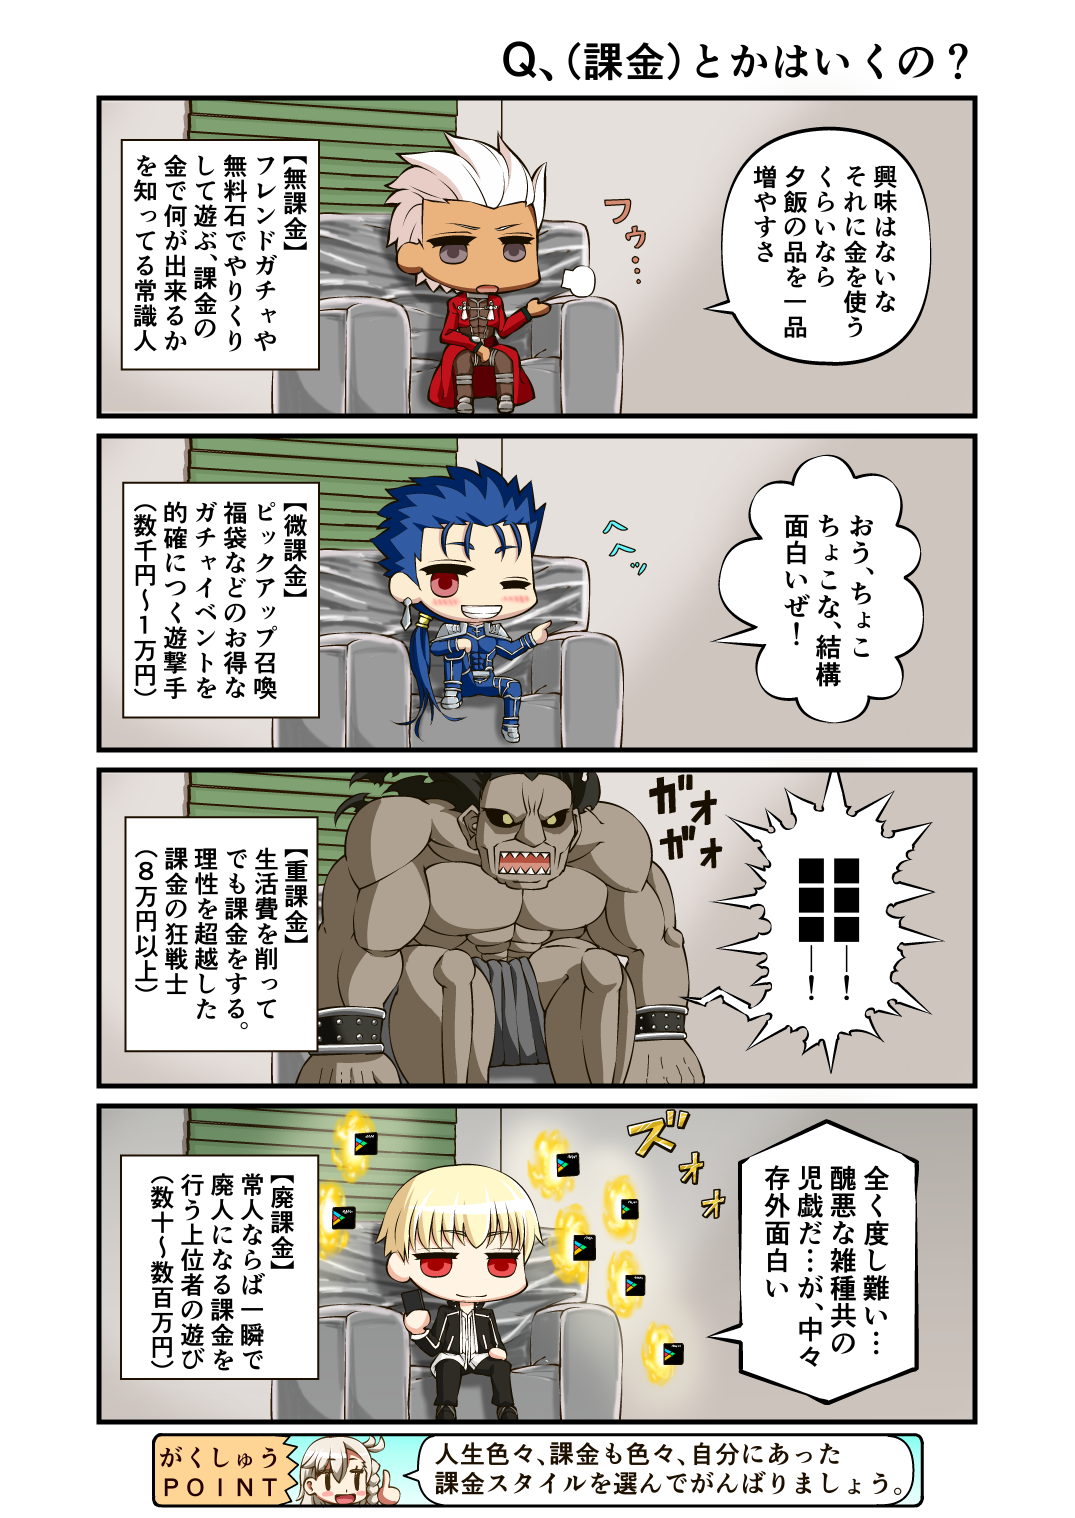 Q、（課金）とかはいくの？
興味はないな
それに金を使う
くらいなら
夕飯の品を一品
増やすさ
フゥ…
【無課金】
フレンドガチャや
無料石でやりくり
して遊ぶ、課金の
金で何が出来るか
を知ってる常識人
おう、ちょこ
ちょこな、結構
面白いぜ！
へへッ
【微課金】
ピックアップ召喚
福袋などのお得な
ガチャイベントを
的確につく遊撃手
（数千円～１万円）
■■■―！
■■■―！
ガオォ
ガォォ
【重課金】
生活費を削って
でも課金をする。
理性を超越した
課金の狂戦士
（８万円以上）
全く度し難い…
醜悪な雑種共の
児戯だ…が、中々
存外面白い
ズォォ
【廃課金】
常人ならば一瞬で
廃人になる課金を
行う上位者の遊び
（数十～数百万円）
がくしゅう
ＰＯＩＮＴ
人生色々、課金も色々、自分にあった
課金スタイルを選んでがんばりましょう。